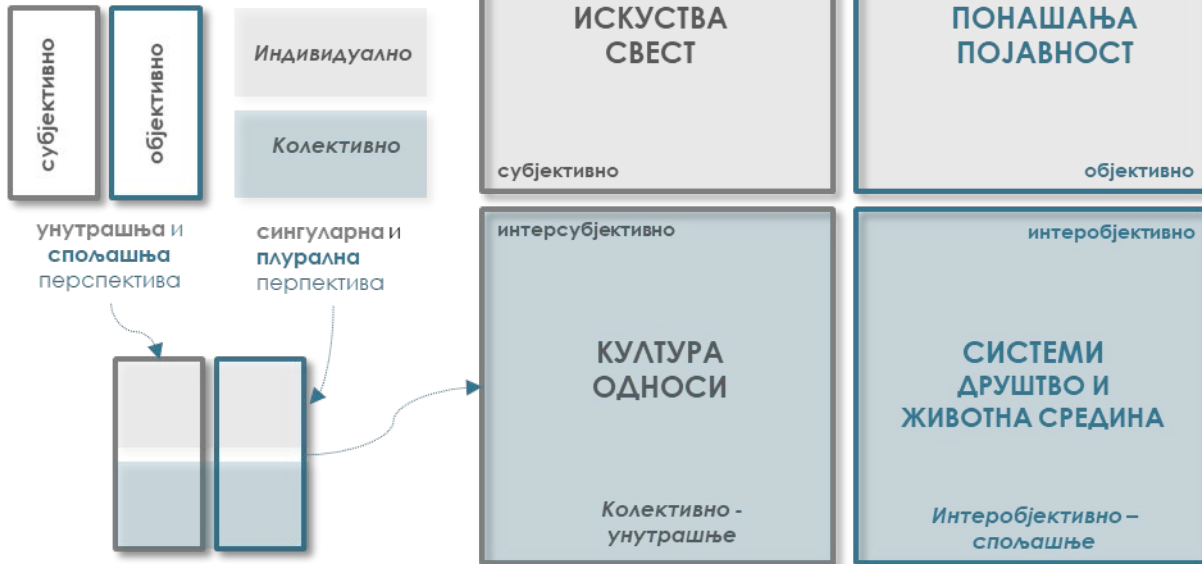 субјективно
објективно
Индивидуално
Колективно
унутрашња и
спољашња
перспектива
сингуларна и
плурална
перпектива
ИСКУСТВА
СВЕСТ
субјективно
ПОНАШАЊА
ПОЈАВНОСТ
објективно
интерсубјективно
КУЛТУРА
ОДНОСИ
Колективно -
унутрашње
интеробјективно
СИСТЕМИ
ДРУШТВО И
ЖИВОТНА СРЕДИНА
Интеробјективно –
спољашње